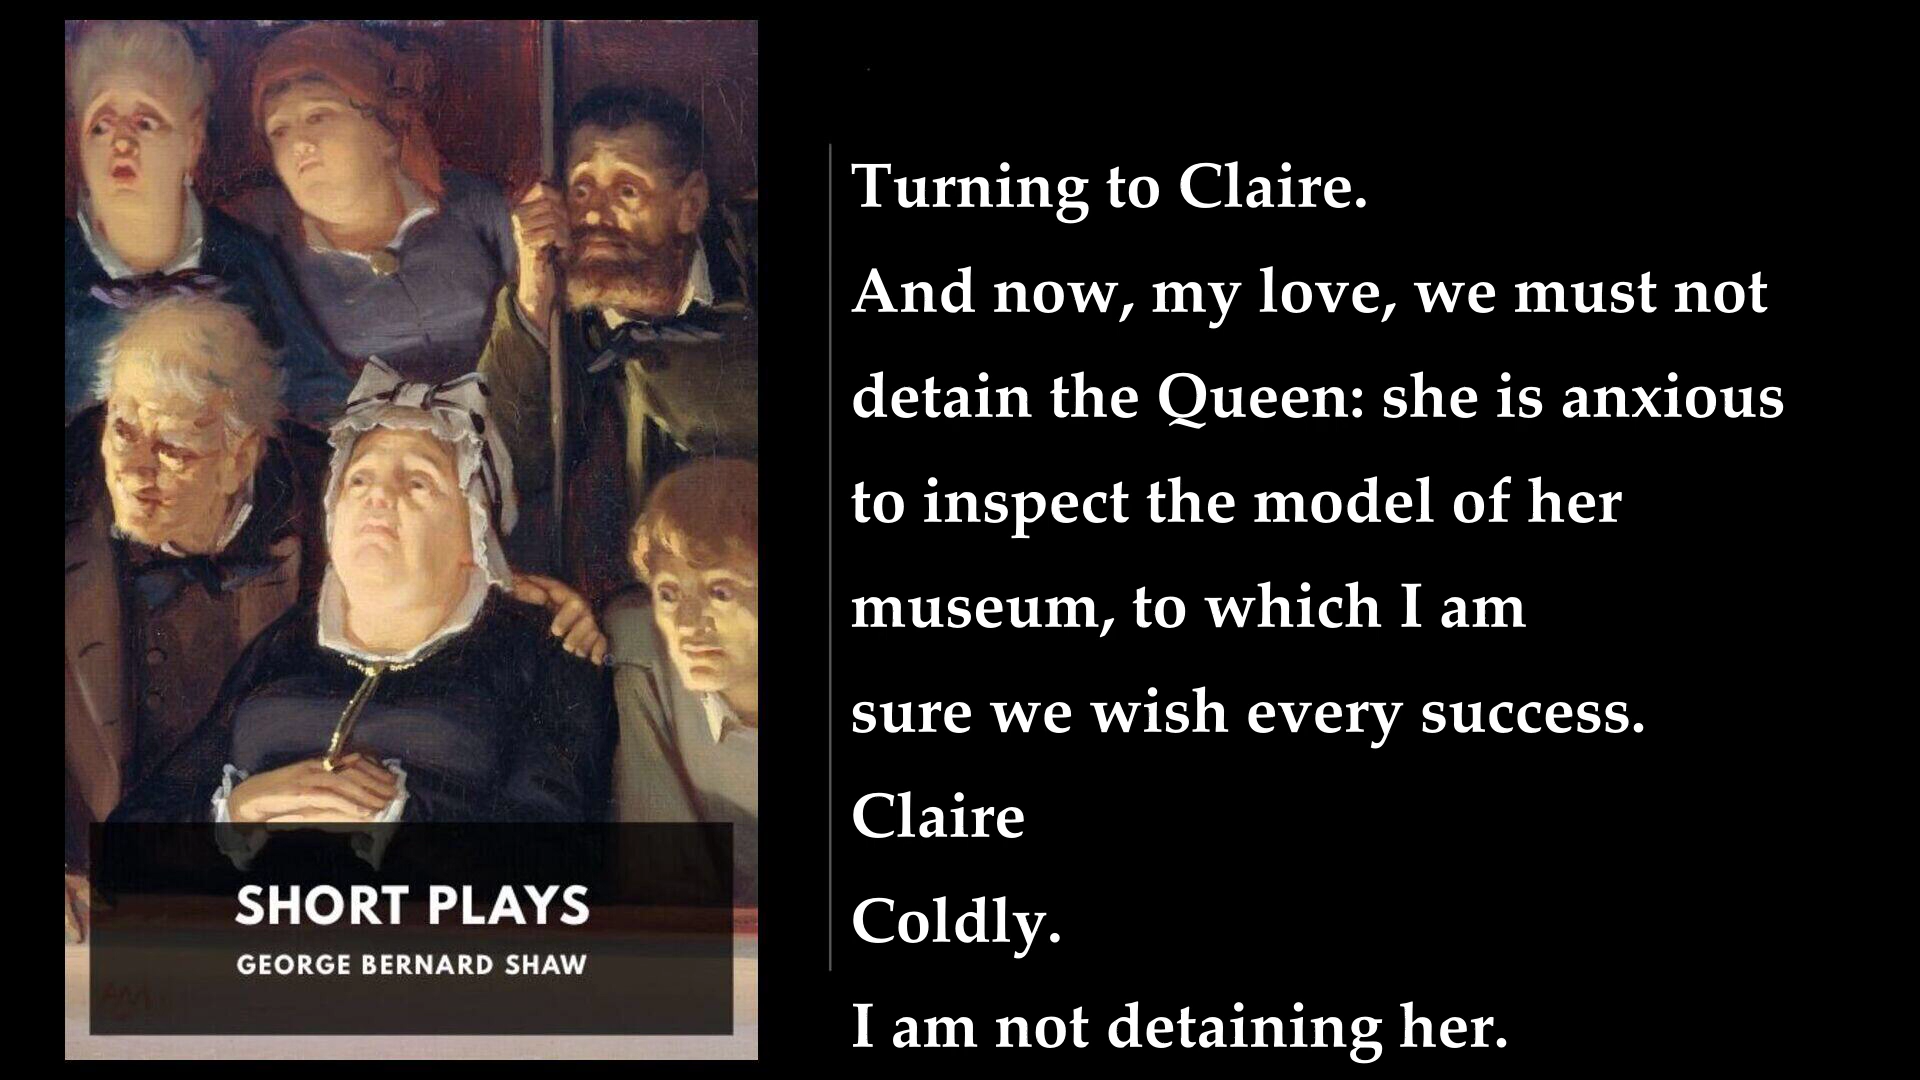 SHORT PLAYS
GEORGE BERNARD SHAW
Turning to Claire.
And now, my love, we must not
detain the Queen: she is anxious
to inspect the model of her
museum, to which I am
sure we wish every success.
Claire
Coldly.
I am not detaining her.